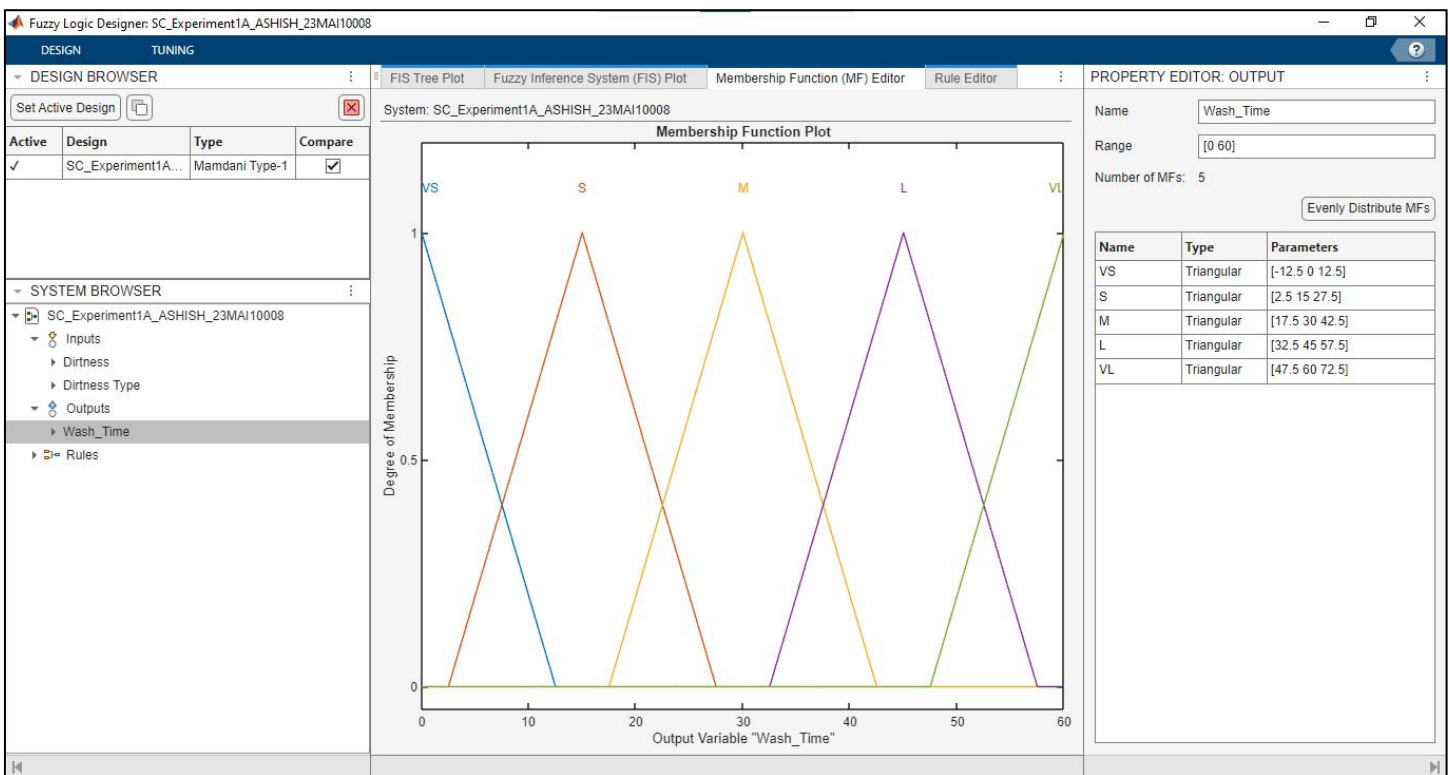 Fuzzy Logic Designer: SC_Experiment1A_ASHISH_23MAI10008
DESIGN TUNING
?
DESIGN BROWSER
Set Active Design
Active Design Type Compare
✓ SC_Experiment1A... Mamdani Type-1 ✓
SYSTEM BROWSER
SC_Experiment1A_ASHISH_23MAI10008
Inputs
Dirtness
Dirtness Type
Outputs
Wash_Time
Rules
FIS Tree Plot Fuzzy Inference System (FIS) Plot Membership Function (MF) Editor Rule Editor
System: SC_Experiment1A_ASHISH_23MAI10008
Membership Function Plot
VS S M L VL
1
0.5
0
Degree of Membership
0 10 20 30 40 50 60
Output Variable "Wash_Time"
PROPERTY EDITOR: OUTPUT
Name Wash_Time
Range [0 60]
Number of MFs: 5
Evenly Distribute MFs
Name Type Parameters
VS Triangular [-12.5 0 12.5]
S Triangular [2.5 15 27.5]
M Triangular [17.5 30 42.5]
L Triangular [32.5 45 57.5]
VL Triangular [47.5 60 72.5]